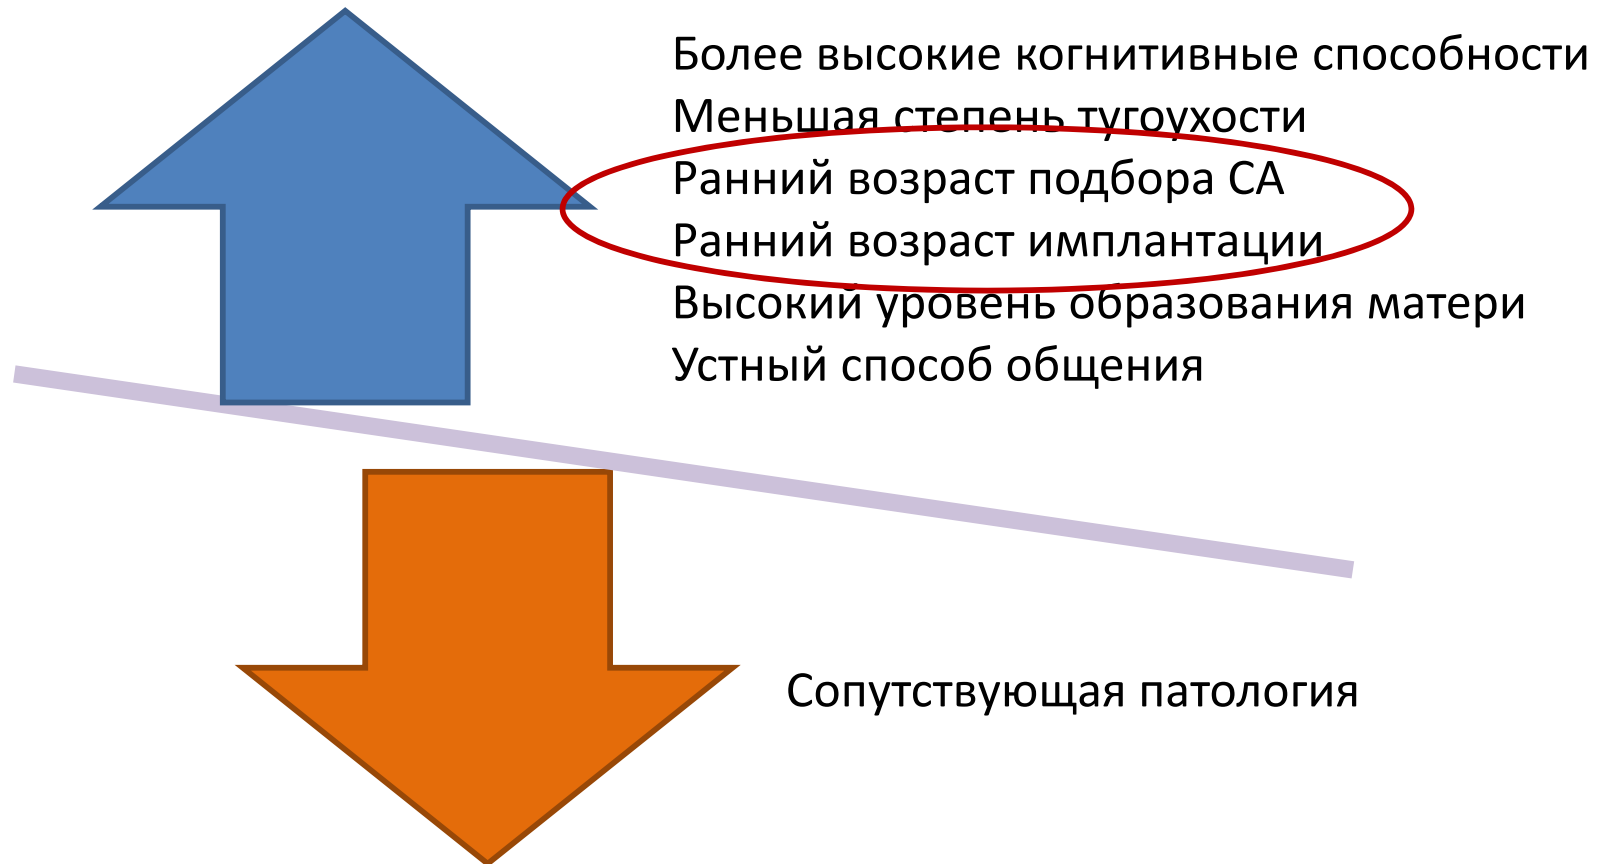 Более высокие когнитивные способности
Меньшая степень тугоухости
Ранний возраст подбора СА
Ранний возраст имплантации
Высокий уровень образования матери
Устный способ общения
Сопутствующая патология